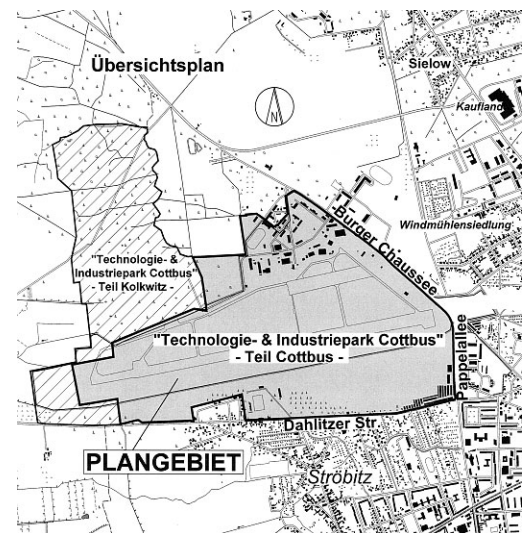 Übersichtsplan
Sielow
Kaufland
N
Burger Chaussee
Windmühlensiedlung
"Technologie- &
Industriepark Cottbus"
- Teil Kolkwitz -
"Technologie- & Industriepark Cottbus"
- Teil Cottbus -
Pappelallee
Dahlitzer Str.
PLANGEBIET
Ströbitz